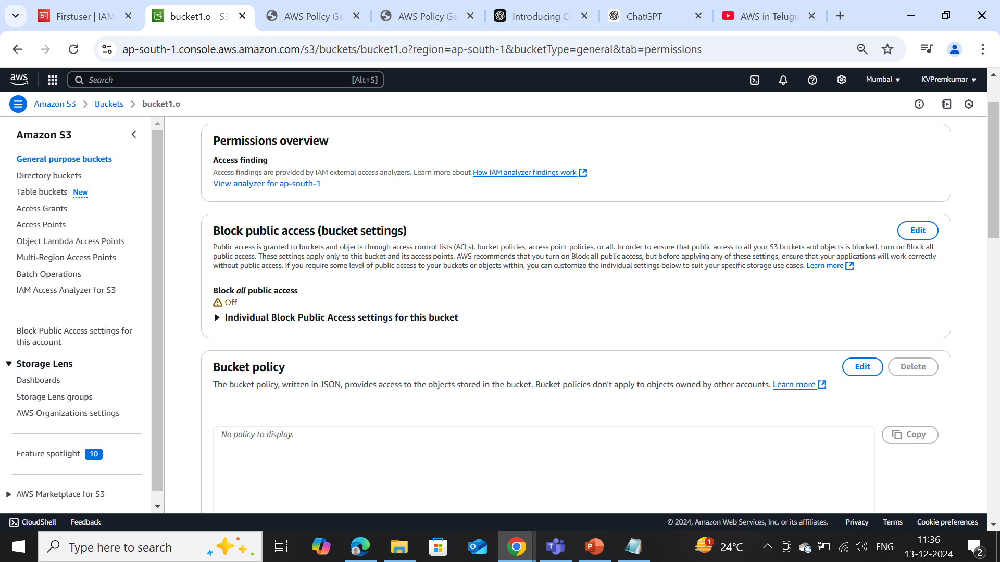 Firstuser | IAM
bucket1.o - S3
AWS Policy Ge
AWS Policy Ge
Introducing Cl
ChatGPT
AWS in Telugu
ap-south-1.console.aws.amazon.com/s3/buckets/bucket1.o?region=ap-south-1&bucketType=general&tab=permissions
aws
Search
[Alt+S]
Mumbai
KVPremkumar
Amazon S3
Buckets
bucket1.o
Amazon S3
General purpose buckets
Directory buckets
Table buckets New
Access Grants
Access Points
Object Lambda Access Points
Multi-Region Access Points
Batch Operations
IAM Access Analyzer for S3
Block Public Access settings for
this account
Storage Lens
Dashboards
Storage Lens groups
AWS Organizations settings
Feature spotlight 10
AWS Marketplace for S3
Permissions overview
Access finding
Access findings are provided by IAM external access analyzers. Learn more about How IAM analyzer findings work
View analyzer for ap-south-1
Block public access (bucket settings)
Edit
Public access is granted to buckets and objects through access control lists (ACLs), bucket policies, access point policies, or all. In order to ensure that public access to all your S3 buckets and objects is blocked, turn on Block all
public access. These settings apply only to this bucket and its access points. AWS recommends that you turn on Block all public access, but before applying any of these settings, ensure that your applications will work correctly
without public access. If you require some level of public access to your buckets or objects within, you can customize the individual settings below to suit your specific storage use cases. Learn more
Block all public access
Off
Individual Block Public Access settings for this bucket
Bucket policy
Edit
Delete
The bucket policy, written in JSON, provides access to the objects stored in the bucket. Bucket policies don't apply to objects owned by other accounts. Learn more
No policy to display.
Copy
CloudShell
Feedback
© 2024, Amazon Web Services, Inc. or its affiliates.
Privacy
Terms
Cookie preferences
Type here to search
1
24°C
ENG
11:36
13-12-2024
2